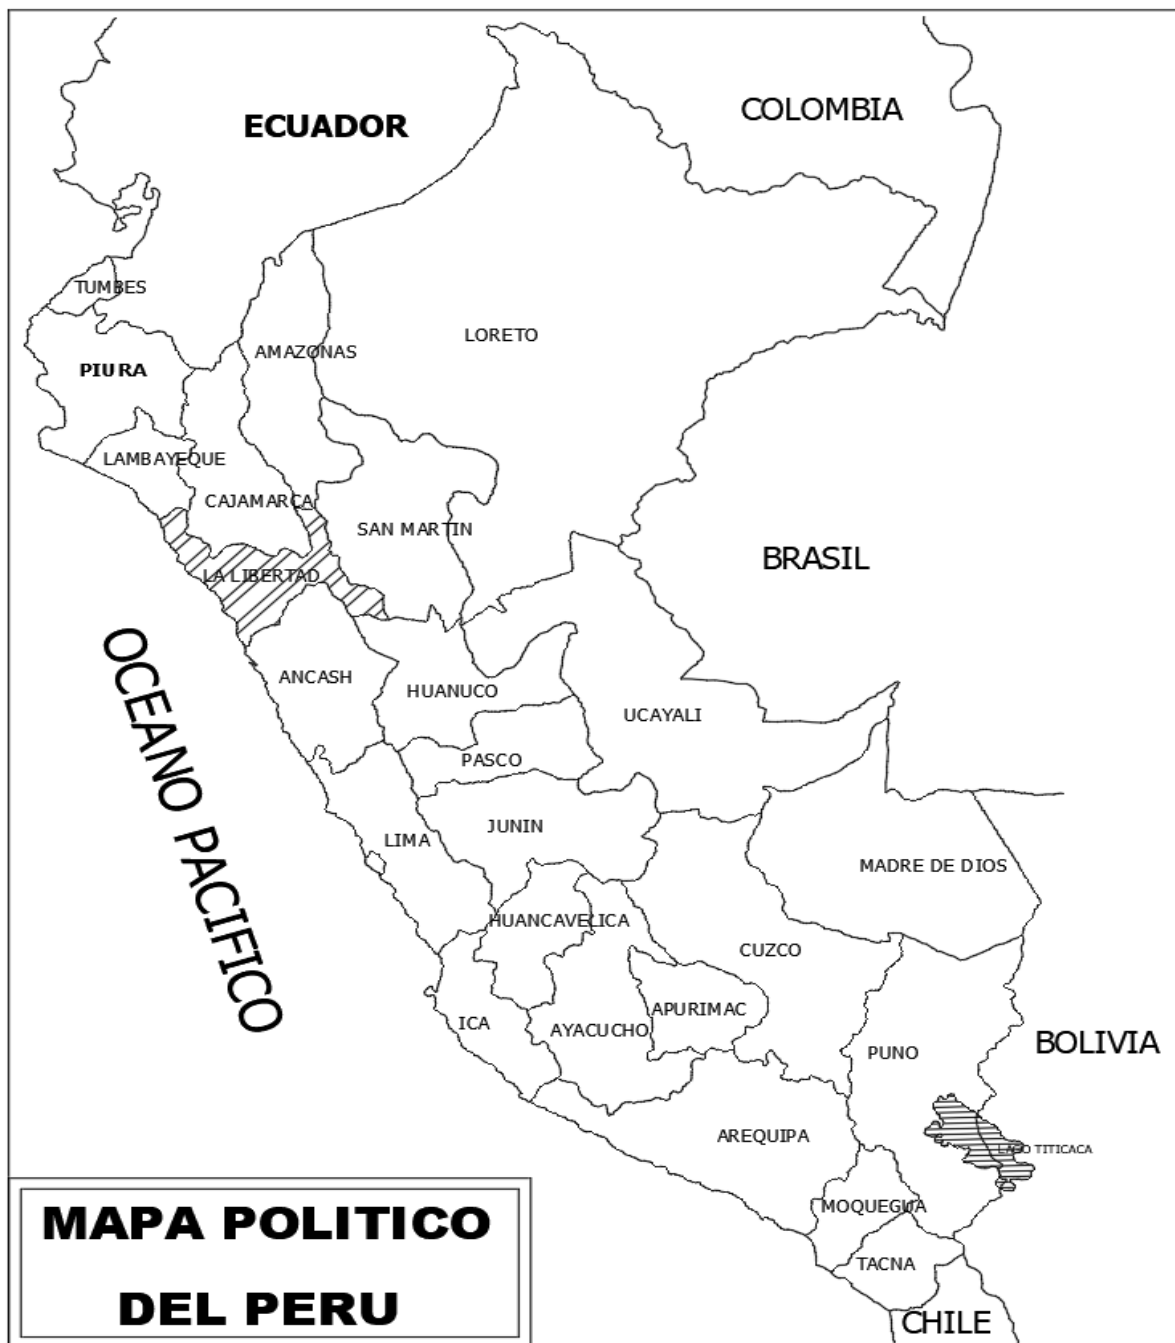 COLOMBIA
ECUADOR
TUMBES
LORETO
AMAZONAS
PIURA
LAMBAYEQUE
CAJAMARCA
SAN MARTIN
BRASIL
LA LIBERTAD
ANCASH
HUANUCO
UCAYALI
PASCO
OCEANO PACIFICO
JUNIN
LIMA
MADRE DE DIOS
HUANCAVELICA
CUZCO
APURIMAC
ICA
AYACUCHO
BOLIVIA
PUNO
AREQUIPA
LAGO TITICACA
MOQUEGUA
TACNA
CHILE
MAPA POLITICO
DEL PERU